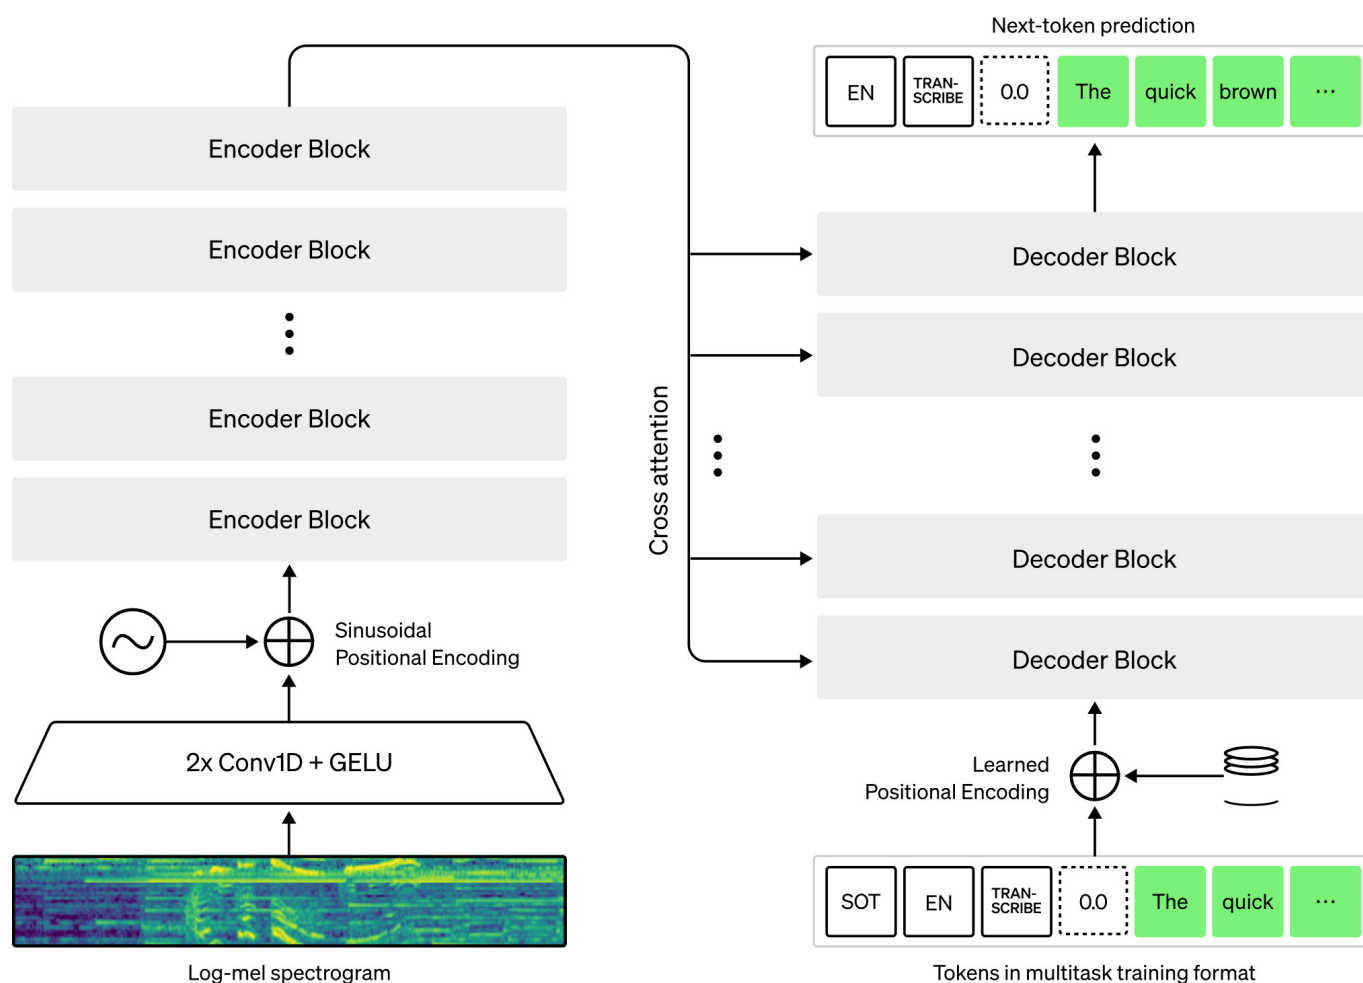 Next-token prediction
EN TRAN-
SCRIBE 0.0 The quick brown ...
Encoder Block
Encoder Block
Encoder Block
Encoder Block
Sinusoidal
Positional Encoding
2x Conv1D + GELU
Log-mel spectrogram
Cross attention
Decoder Block
Decoder Block
Decoder Block
Decoder Block
Learned
Positional Encoding
SOT EN TRAN-
SCRIBE 0.0 The quick ...
Tokens in multitask training format